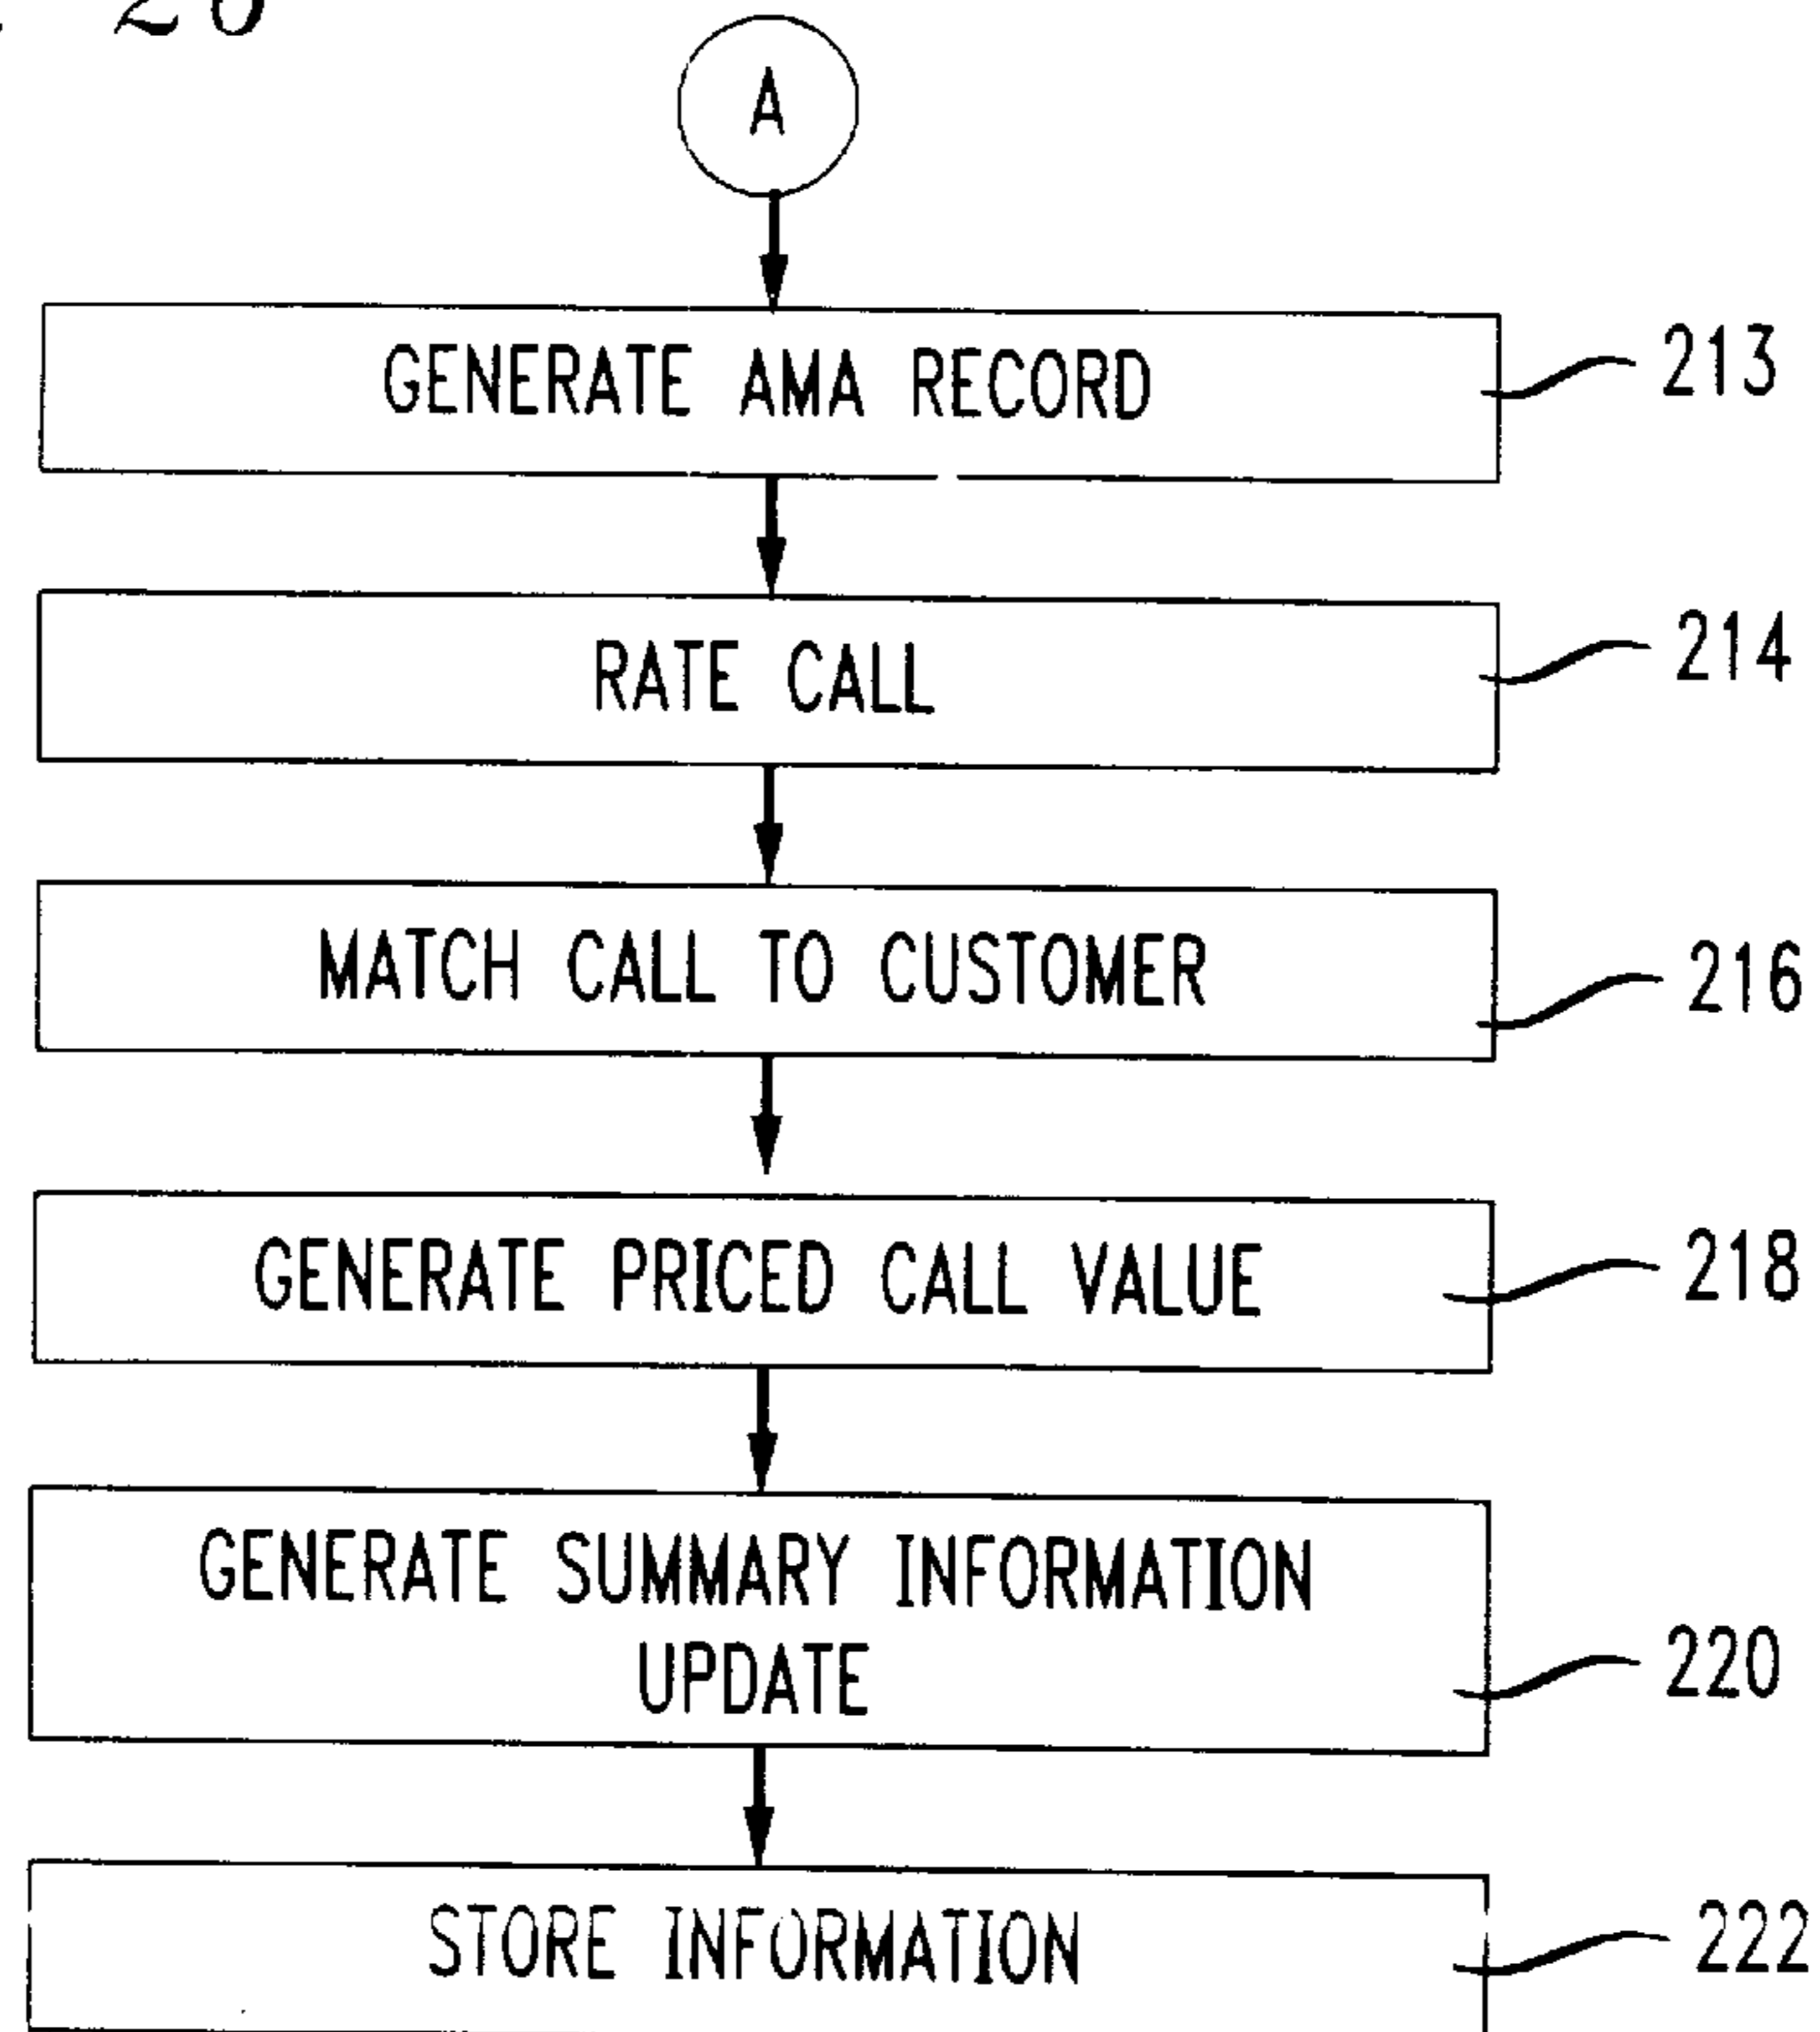 A
GENERATE AMA RECORD
213
RATE CALL
214
MATCH CALL TO CUSTOMER
216
GENERATE PRICED CALL VALUE
218
GENERATE SUMMARY INFORMATION
UPDATE
220
STORE INFORMATION
222